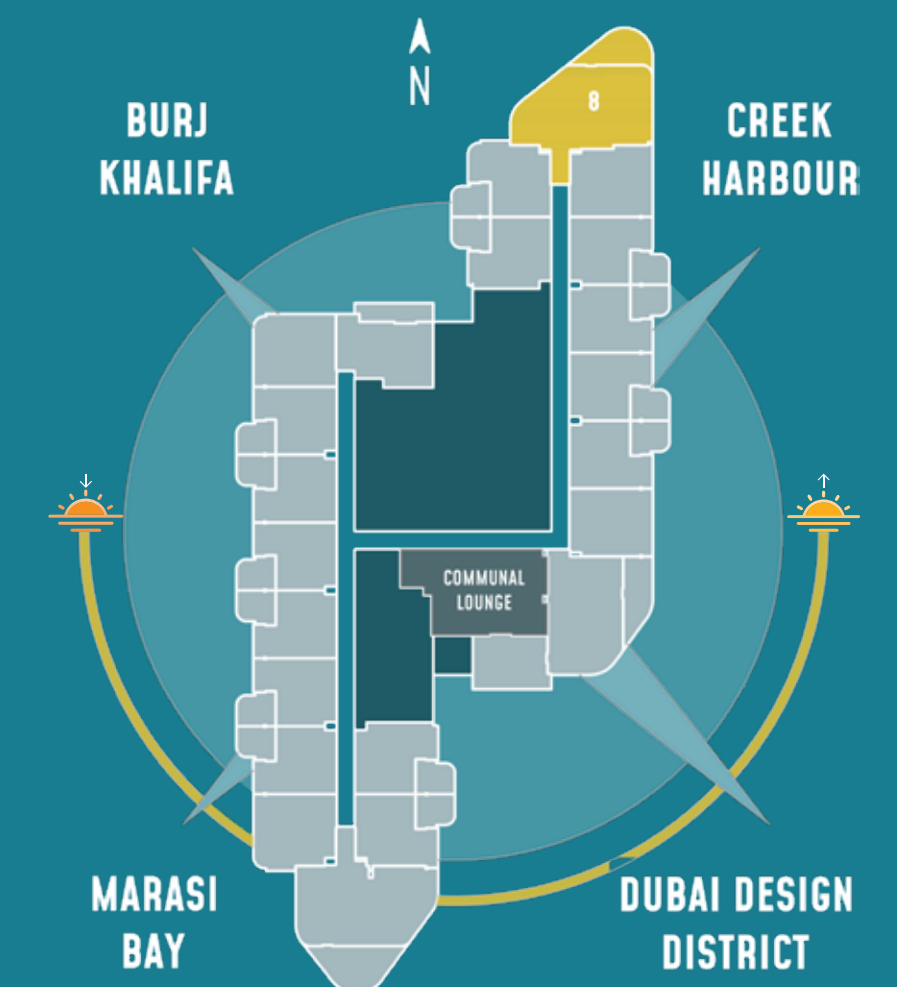 N
BURJ
KHALIFA
CREEK
HARBOUR
8
COMMUNAL
LOUNGE
MARASI
BAY
DUBAI DESIGN
DISTRICT